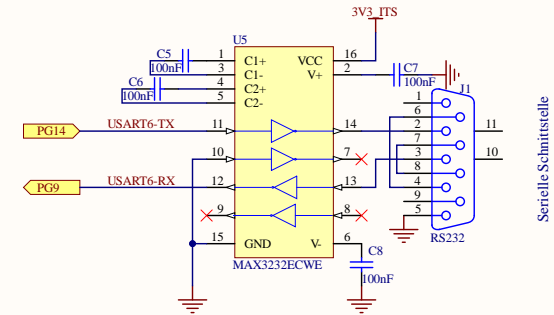 3V3_ITS
U5
C5
100nF
C6
100nF
1
3
4
5
C1+
C1-
C2+
C2-
VCC
V+
16
2
C7
100nF
J1
PG14
USART6-TX
11
14
10
7
PG9
USART6-RX
12
13
9
8
15
GND
V-
6
MAX3232ECWE
C8
100nF
1
6
2
7
3
8
4
9
5
11
10
RS232
Serielle Schnittstelle